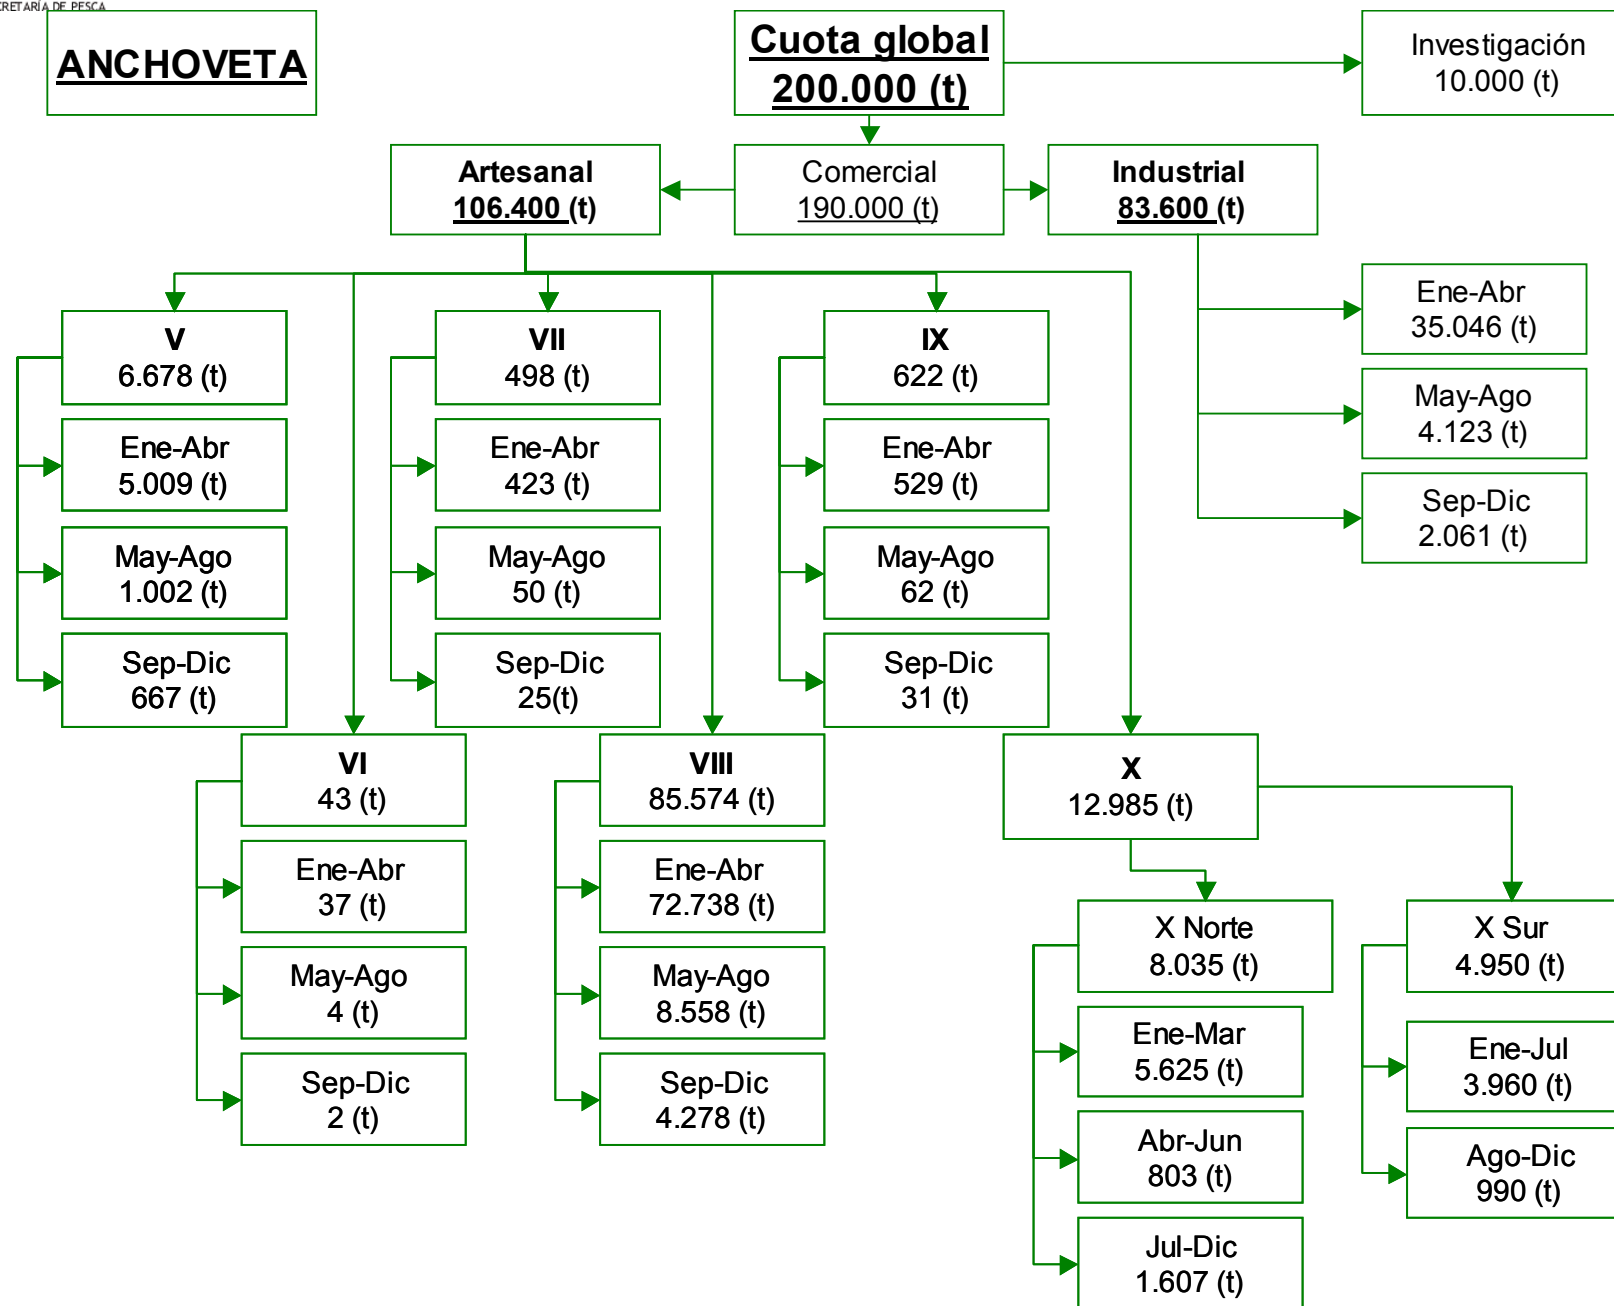 CRETARÍA DE PESCA
ANCHOVETA
Cuota global
200.000 (t)
Investigación
10.000 (t)
Artesanal
106.400 (t)
Comercial
190.000 (t)
Industrial
83.600 (t)
Ene-Abr
35.046 (t)
May-Ago
4.123 (t)
Sep-Dic
2.061 (t)
V
6.678 (t)
Ene-Abr
5.009 (t)
May-Ago
1.002 (t)
Sep-Dic
667 (t)
VII
498 (t)
Ene-Abr
423 (t)
May-Ago
50 (t)
Sep-Dic
25(t)
IX
622 (t)
Ene-Abr
529 (t)
May-Ago
62 (t)
Sep-Dic
31 (t)
VI
43 (t)
Ene-Abr
37 (t)
May-Ago
4 (t)
Sep-Dic
2 (t)
VIII
85.574 (t)
Ene-Abr
72.738 (t)
May-Ago
8.558 (t)
Sep-Dic
4.278 (t)
X
12.985 (t)
X Norte
8.035 (t)
Ene-Mar
5.625 (t)
Abr-Jun
803 (t)
Jul-Dic
1.607 (t)
X Sur
4.950 (t)
Ene-Jul
3.960 (t)
Ago-Dic
990 (t)